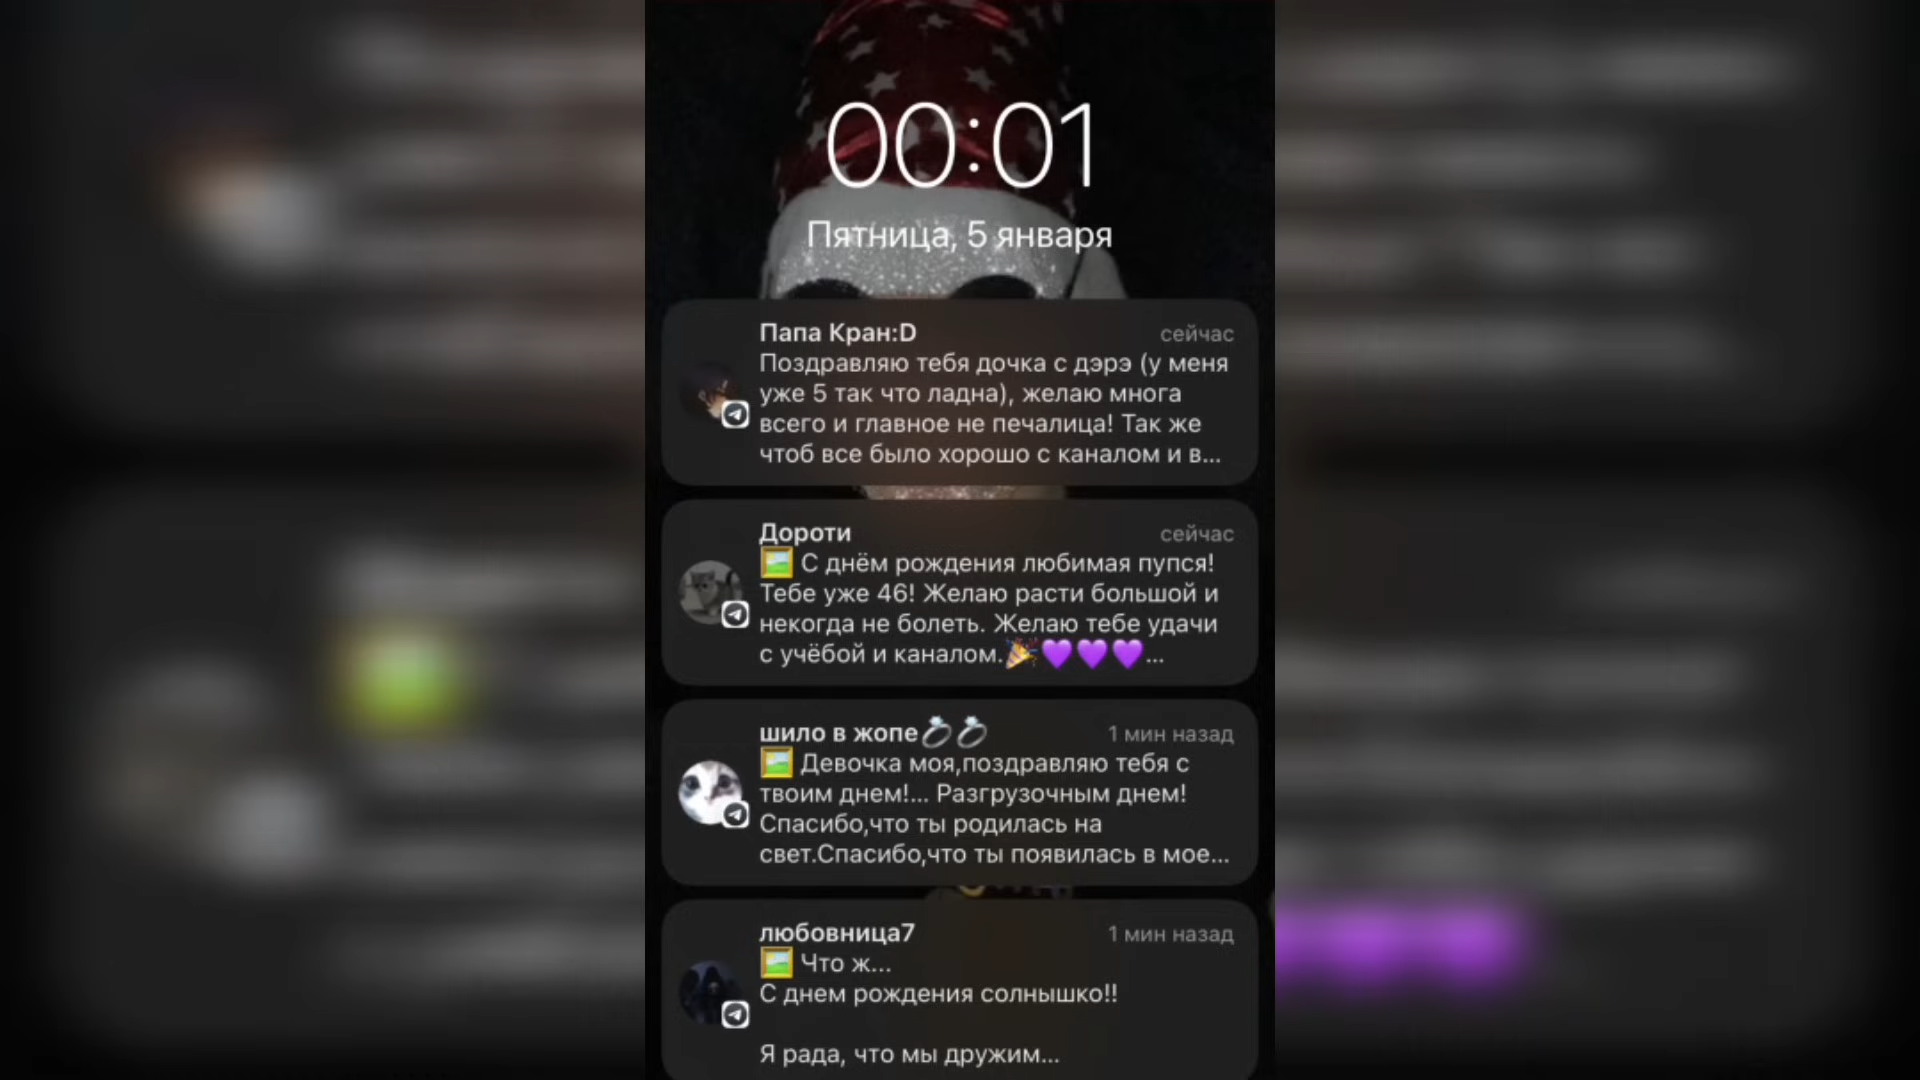 00:01
Пятница, 5 января
Папа Кран:D
сейчас
Поздравляю тебя дочка с дэрэ (у меня
уже 5 так что ладна), желаю многа
всего и главное не печалица! Так же
чтоб все было хорошо с каналом и в...
Дороти
сейчас
🖼 С днём рождения любимая пупся!
Тебе уже 46! Желаю расти большой и
некогда не болеть. Желаю тебе удачи
с учёбой и каналом.🎉💜💜💜...
шило в жопе💍💍
1 мин назад
🖼 Девочка моя,поздравляю тебя с
твоим днем!... Разгрузочным днем!
Спасибо,что ты родилась на
свет.Спасибо,что ты появилась в мое...
любовница7
1 мин назад
🖼 Что ж...
С днем рождения солнышко!!
Я рада, что мы дружим...